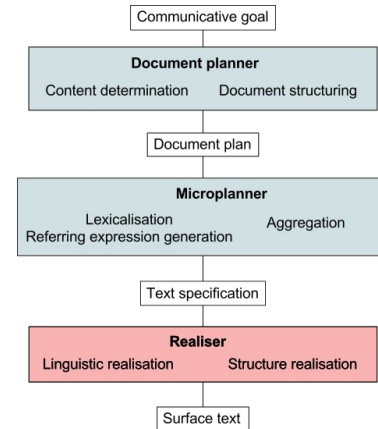 Communicative goal
Document planner
Content determination Document structuring
Document plan
Microplanner
Lexicalisation
Aggregation
Referring expression generation
Text specification
Realiser
Linguistic realisation Structure realisation
Surface text